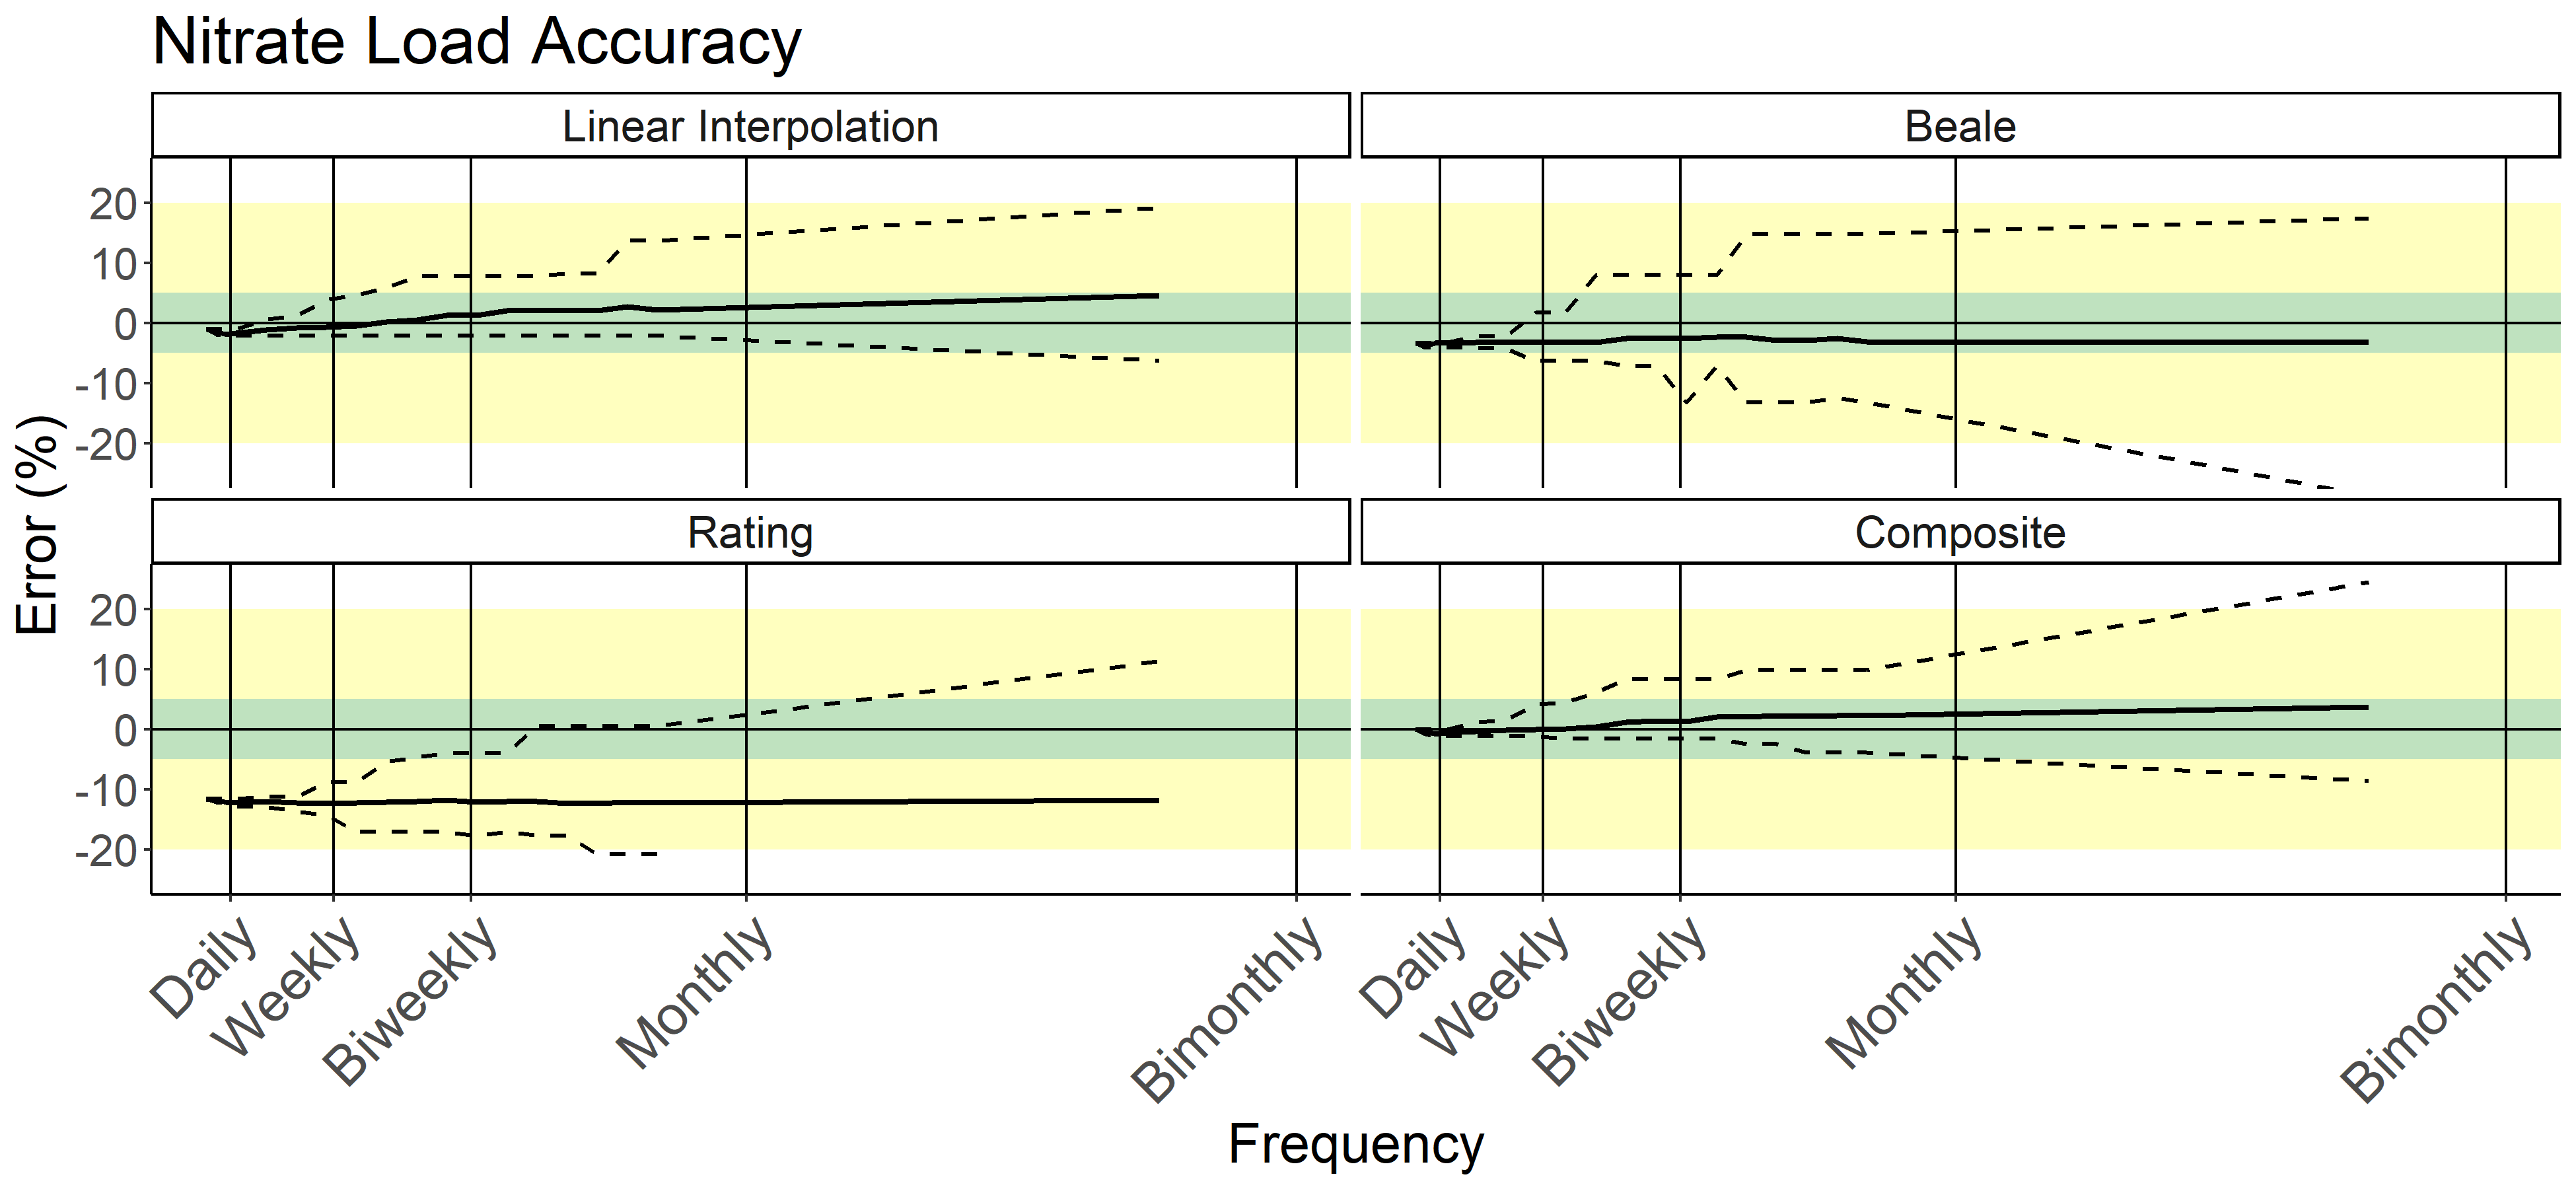 Nitrate Load Accuracy
Linear Interpolation
Beale
20
10
0
-10
-20
Error (%)
Rating
Composite
20
10
0
-10
-20
Daily
Weekly
Biweekly
Monthly
Bimonthly
Daily
Weekly
Biweekly
Monthly
Bimonthly
Frequency